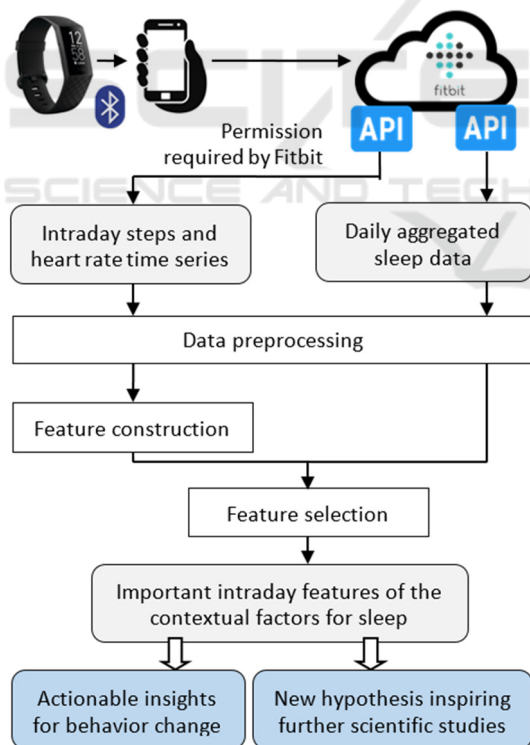 12
fitbit
API
API
Permission
required by Fitbit
SCIENCE AND TECH
Intraday steps and
heart rate time series
Daily aggregated
sleep data
Data preprocessing
Feature construction
Feature selection
Important intraday features of the
contextual factors for sleep
Actionable insights
for behavior change
New hypothesis inspiring
further scientific studies